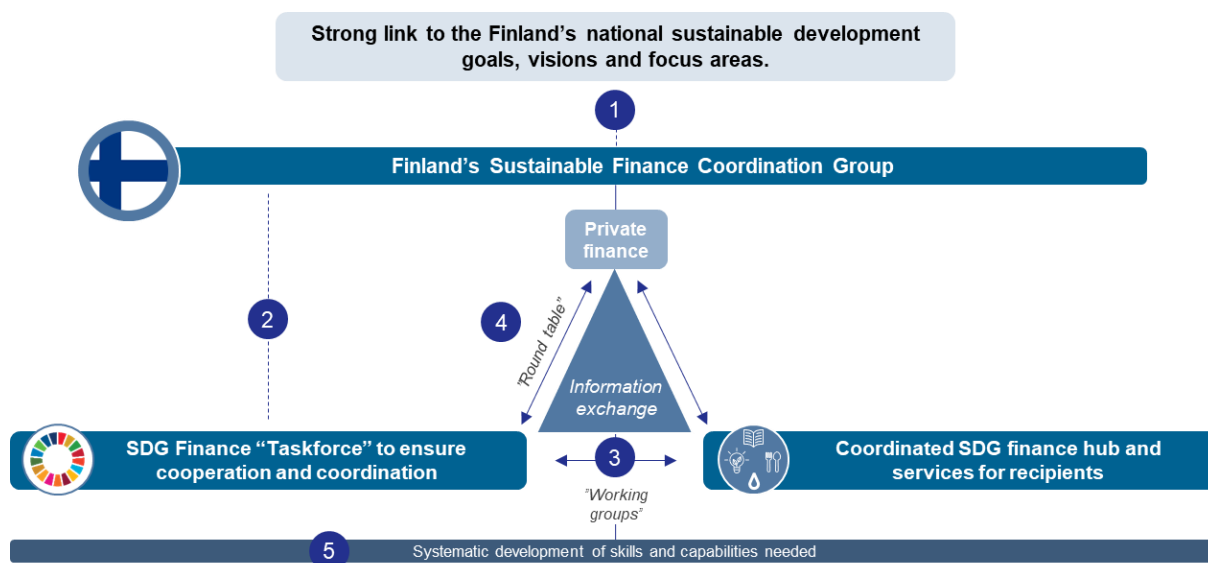 Strong link to the Finland's national sustainable development
goals, visions and focus areas.
1
Finland's Sustainable Finance Coordination Group
Private
finance
2
4
"Round table"
Information
exchange
SDG Finance "Taskforce" to ensure
cooperation and coordination
3
Coordinated SDG finance hub and
services for recipients
"Working
groups"
5
Systematic development of skills and capabilities needed